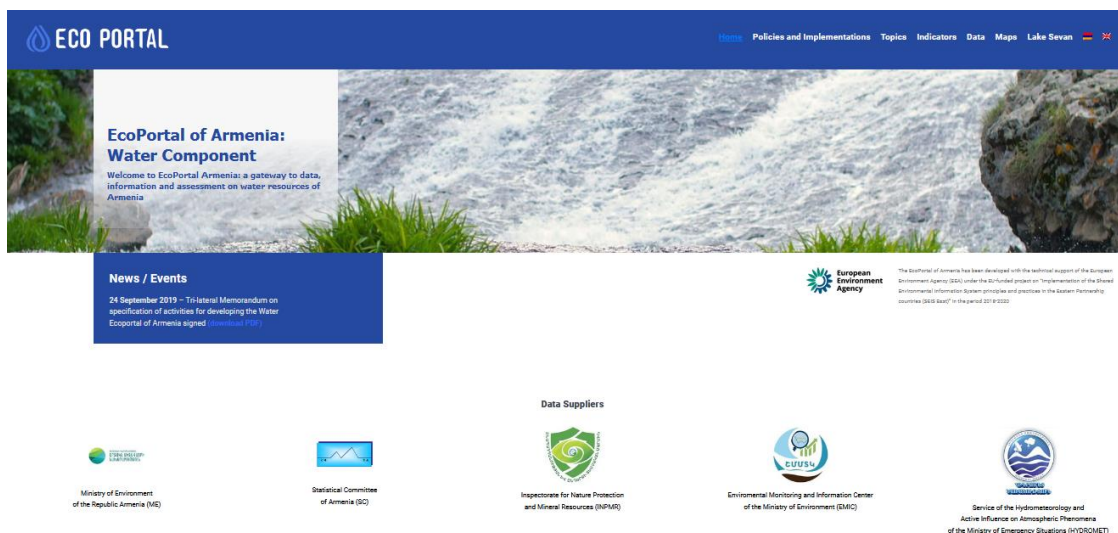 ECO PORTAL
Home Policies and Implementations Topics Indicators Data Maps Lake Sevan
EcoPortal of Armenia:
Water Component
Welcome to EcoPortal Armenia: a gateway to data,
information and assessment on water resources of
Armenia
News / Events
24 September 2019 – Tri-lateral Memorandum on
specification of activities for developing the Water
Ecoportal of Armenia signed (download PDF)
European
Environment
Agency
The EcoPortal of Armenia has been developed with the technical support of the European
Environment Agency (EEA) under the EU-funded project on "Implementation of the Shared
Environmental Information System principles and practices in the Eastern Partnership
countries (SEIS East)" in the period 2016-2020
Data Suppliers
Ministry of Environment
of the Republic Armenia (ME)
Statistical Committee
of Armenia (SC)
Inspectorate for Nature Protection
and Mineral Resources (INPMR)
ՇՄՏԿ
Enviromental Monitoring and Information Center
of the Ministry of Environment (EMIC)
Service of the Hydrometeorology and
Active Influence on Atmospheric Phenomena
of the Ministry of Emergency Situations (HYDROMET)